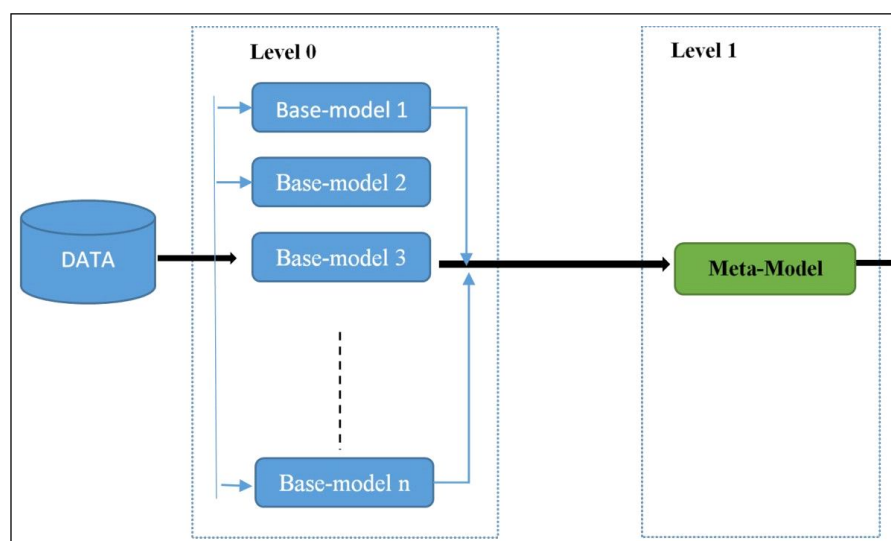 Level 0
Level 1
Base-model 1
Base-model 2
DATA
Base-model 3
Meta-Model
Base-model n